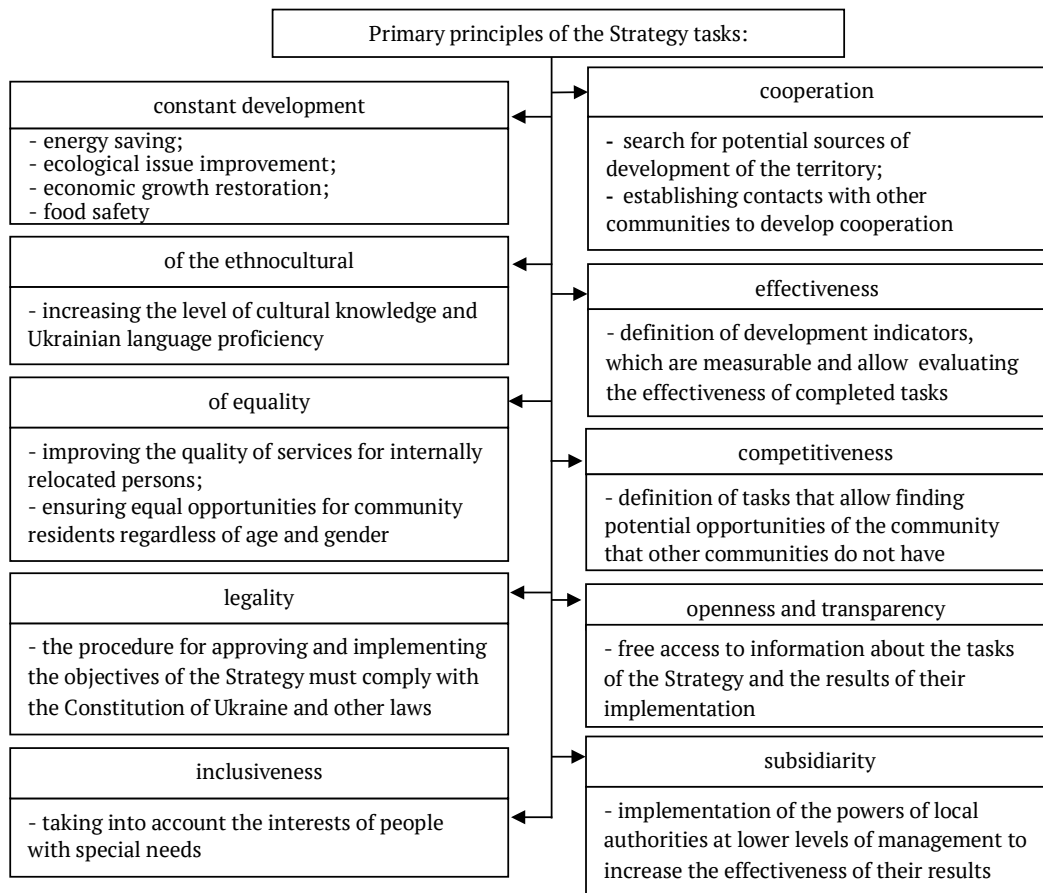 Primary principles of the Strategy tasks:
constant development
- energy saving;
- ecological issue improvement;
- economic growth restoration;
- food safety
of the ethnocultural
- increasing the level of cultural knowledge and
Ukrainian language proficiency
of equality
- improving the quality of services for internally
relocated persons;
- ensuring equal opportunities for community
residents regardless of age and gender
legality
- the procedure for approving and implementing
the objectives of the Strategy must comply with
the Constitution of Ukraine and other laws
inclusiveness
- taking into account the interests of people
with special needs
cooperation
- search for potential sources of
development of the territory;
- establishing contacts with other
communities to develop cooperation
effectiveness
- definition of development indicators,
which are measurable and allow evaluating
the effectiveness of completed tasks
competitiveness
- definition of tasks that allow finding
potential opportunities of the community
that other communities do not have
openness and transparency
- free access to information about the tasks
of the Strategy and the results of their
implementation
subsidiarity
- implementation of the powers of local
authorities at lower levels of management to
increase the effectiveness of their results